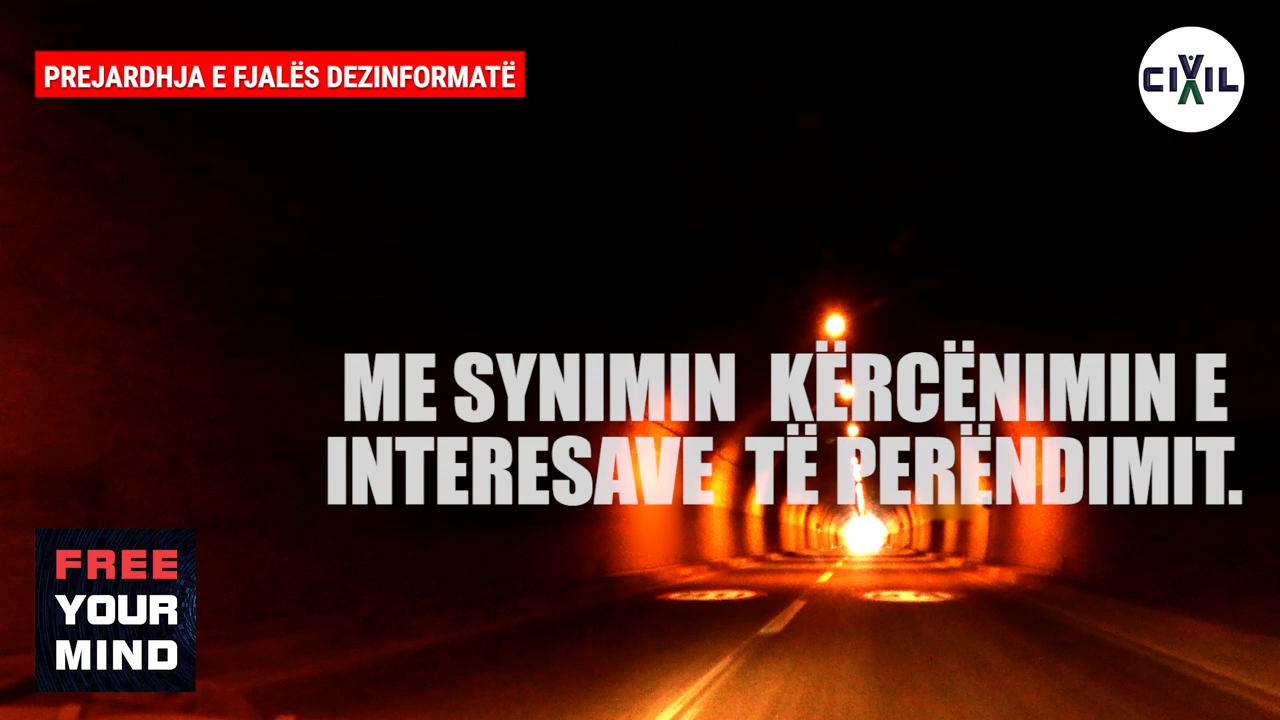 PREJARDHJA E FJALËS DEZINFORMATË
CIVIL
ME SYNIMIN KËRCËNIMIN E
INTERESAVE TË PERËNDIMIT.
FREE
YOUR
MIND